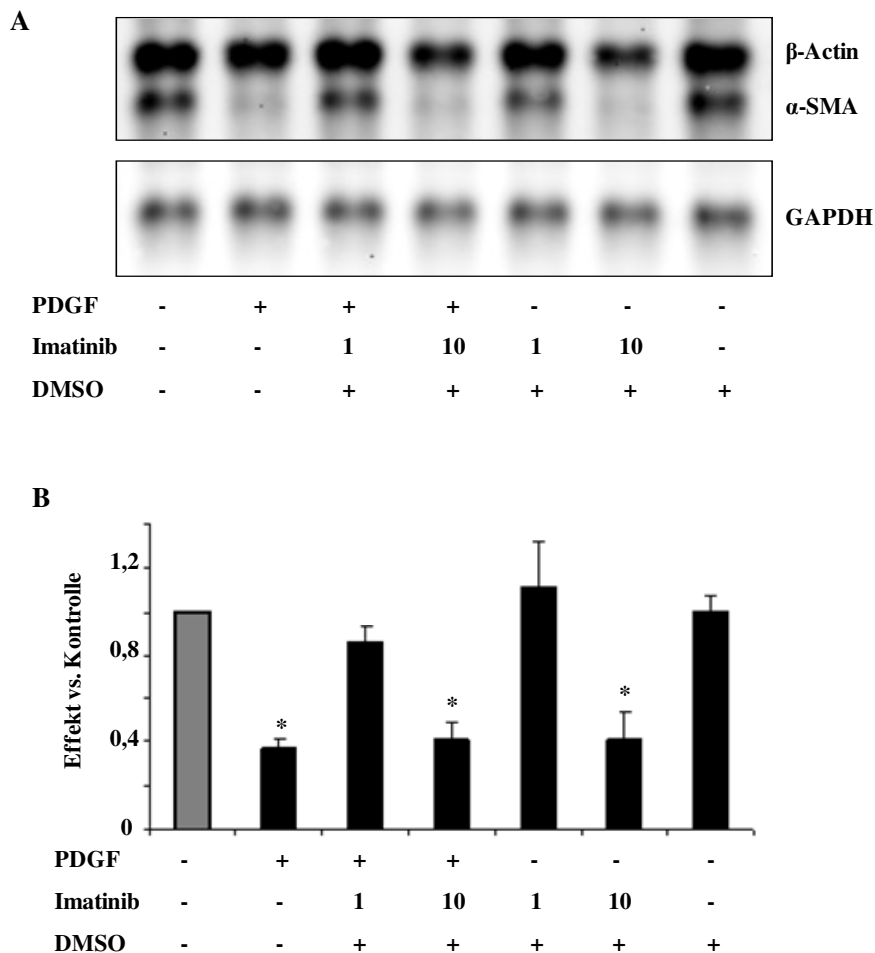 A
β-Actin
α-SMA
GAPDH
PDGF - + + + - - -
Imatinib - - 1 10 1 10 -
DMSO - - + + + + +
B
Effekt vs. Kontrolle
1,2
0,8
0,4
0
* * *
PDGF - + + + - - -
Imatinib - - 1 10 1 10 -
DMSO - - + + + + +